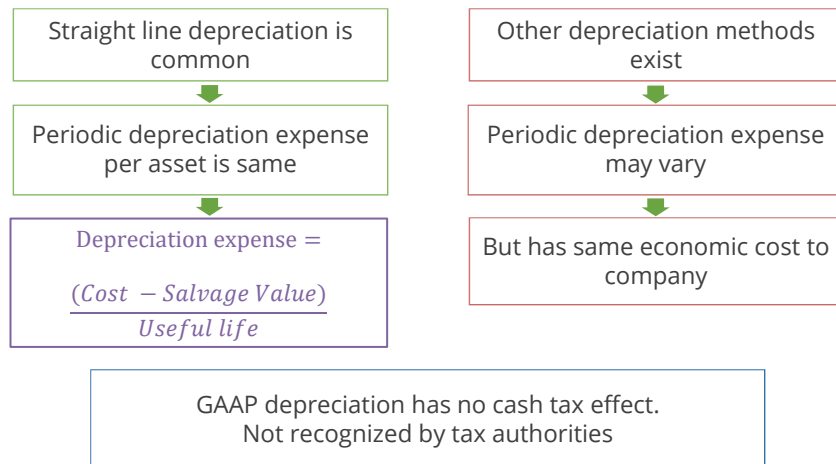 Straight line depreciation is
common
Periodic depreciation expense
per asset is same
Depreciation expense =
(Cost − Salvage Value)
Useful life
Other depreciation methods
exist
Periodic depreciation expense
may vary
But has same economic cost to
company
GAAP depreciation has no cash tax effect.
Not recognized by tax authorities